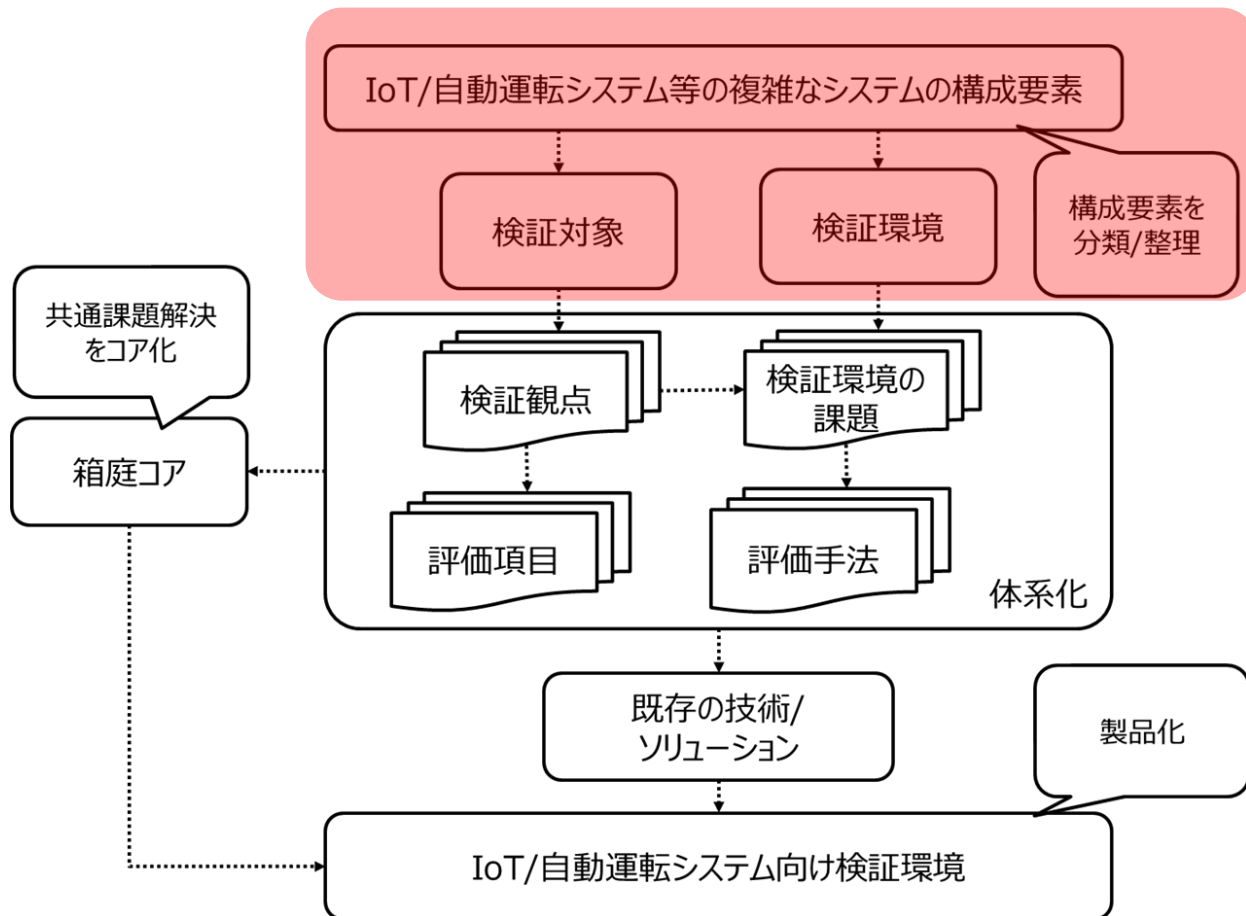 IoT/自動運転システム等の複雑なシステムの構成要素
検証対象
検証環境
構成要素を
分類/整理
共通課題解決
をコア化
検証観点
検証環境の
課題
箱庭コア
評価項目
評価手法
体系化
既存の技術/
ソリューション
製品化
IoT/自動運転システム向け検証環境